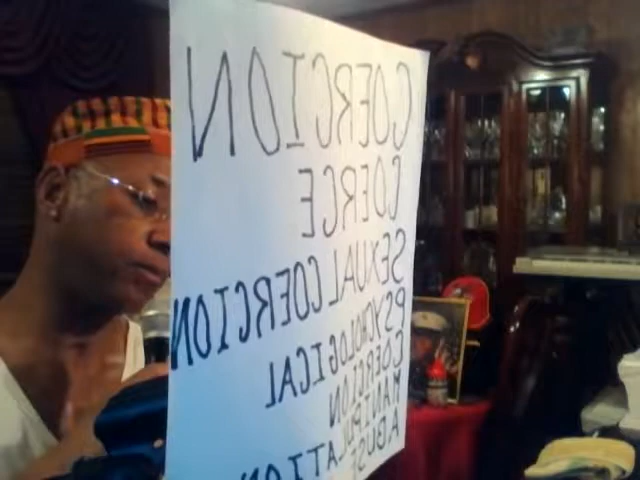 COERCION
COERCE
SEXUAL COERCION
PSYCHOLOGICAL
COERCION
MANIPULATION
ABUSE